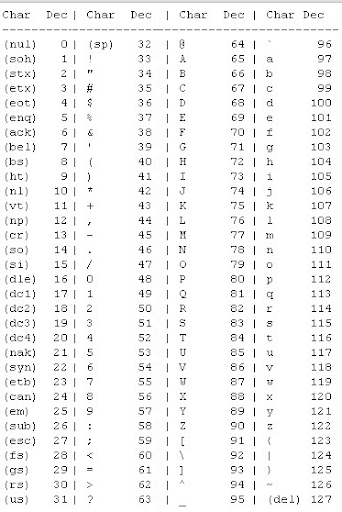 Char Dec | Char Dec | Char Dec | Char Dec
-----------------------------------------
(nul) 0 | (sp) 32 | @ 64 | ` 96
(soh) 1 | ! 33 | A 65 | a 97
(stx) 2 | " 34 | B 66 | b 98
(etx) 3 | # 35 | C 67 | c 99
(eot) 4 | $ 36 | D 68 | d 100
(enq) 5 | % 37 | E 69 | e 101
(ack) 6 | & 38 | F 70 | f 102
(bel) 7 | ' 39 | G 71 | g 103
(bs) 8 | ( 40 | H 72 | h 104
(ht) 9 | ) 41 | I 73 | i 105
(nl) 10 | * 42 | J 74 | j 106
(vt) 11 | + 43 | K 75 | k 107
(np) 12 | , 44 | L 76 | l 108
(cr) 13 | - 45 | M 77 | m 109
(so) 14 | . 46 | N 78 | n 110
(si) 15 | / 47 | O 79 | o 111
(dle) 16 | 0 48 | P 80 | p 112
(dc1) 17 | 1 49 | Q 81 | q 113
(dc2) 18 | 2 50 | R 82 | r 114
(dc3) 19 | 3 51 | S 83 | s 115
(dc4) 20 | 4 52 | T 84 | t 116
(nak) 21 | 5 53 | U 85 | u 117
(syn) 22 | 6 54 | V 86 | v 118
(etb) 23 | 7 55 | W 87 | w 119
(can) 24 | 8 56 | X 88 | x 120
(em) 25 | 9 57 | Y 89 | y 121
(sub) 26 | : 58 | Z 90 | z 122
(esc) 27 | ; 59 | [ 91 | { 123
(fs) 28 | < 60 | \ 92 | | 124
(gs) 29 | = 61 | ] 93 | } 125
(rs) 30 | > 62 | ^ 94 | ~ 126
(us) 31 | ? 63 | _ 95 | (del) 127